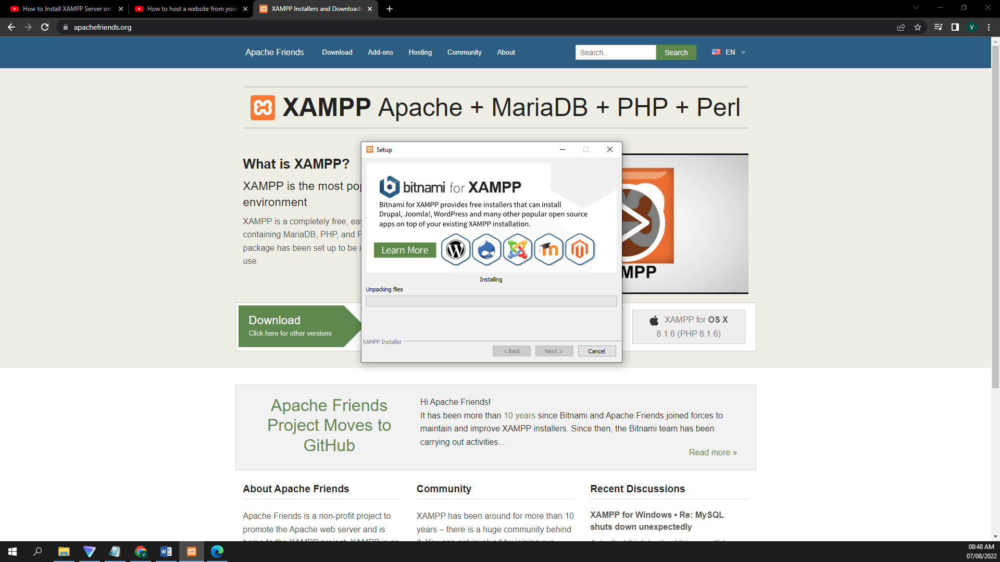 How to Install XAMPP Server on
How to host a website from your
XAMPP Installers and Downloads
apachefriends.org
V
Apache Friends
Download
Add-ons
Hosting
Community
About
Search..
Search
EN
XAMPP Apache + MariaDB + PHP + Perl
What is XAMPP?
XAMPP is the most
environment
XAMPP is a completely free,
containing MariaDB, PHP, and
package has been set up to be
use.
MPP
Setup
bitnami for XAMPP
Bitnami for XAMPP provides free installers that can install
Drupal, Joomla!, WordPress and many other popular open source
apps on top of your existing XAMPP installation.
Learn More
Installing
Unpacking files
XAMPP Installer
< Back
Next >
Cancel
Download
Click here for other versions
XAMPP for OS X
8.1.6 (PHP 8.1.6)
Apache Friends
Project Moves to
GitHub
Hi Apache Friends!
It has been more than 10 years since Bitnami and Apache Friends joined forces to
maintain and improve XAMPP installers. Since then, the Bitnami team has been
carrying out activities...
Read more »
About Apache Friends
Apache Friends is a non-profit project to
promote the Apache web server and is
Community
XAMPP has been around for more than 10
years – there is a huge community behind
Recent Discussions
XAMPP for Windows • Re: MySQL
shuts down unexpectedly
08:48 AM
07/08/2022